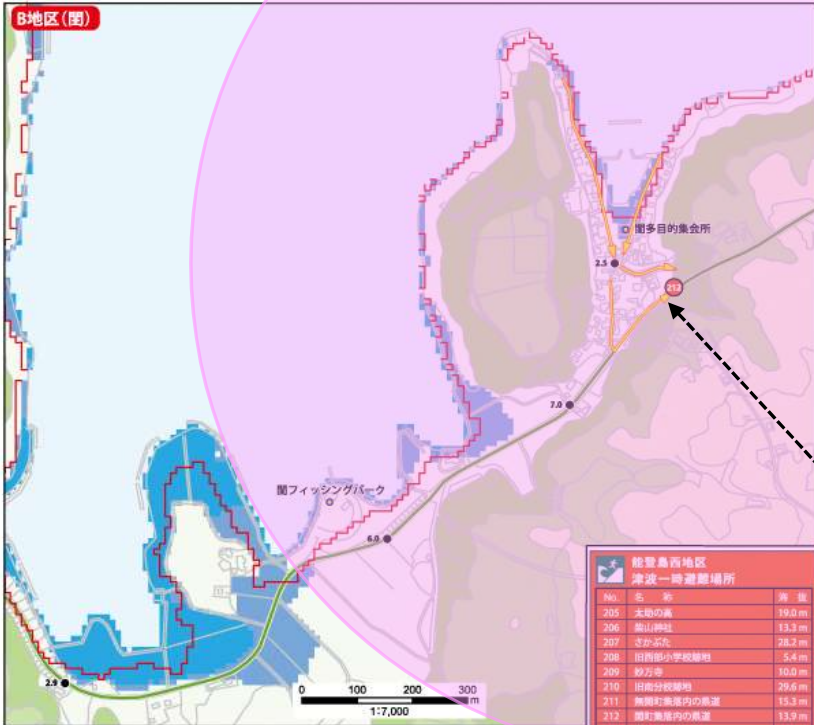 B地区(閨)
閨多目的集会所
2.5
212
7.0
閨フィッシングパーク
6.0
2.9
0 100 200 300 m
1:7,000
能登島西地区
津波一時避難場所
No. 名 称 海 抜
205 太助の高 19.0 m
206 柴山神社 13.3 m
207 さかぶた 28.2 m
208 旧西部小学校跡地 5.4 m
209 妙万寺 10.0 m
210 旧南分校跡地 29.6 m
211 無関町集落内の県道 15.3 m
212 閨町集落内の県道 13.9 m